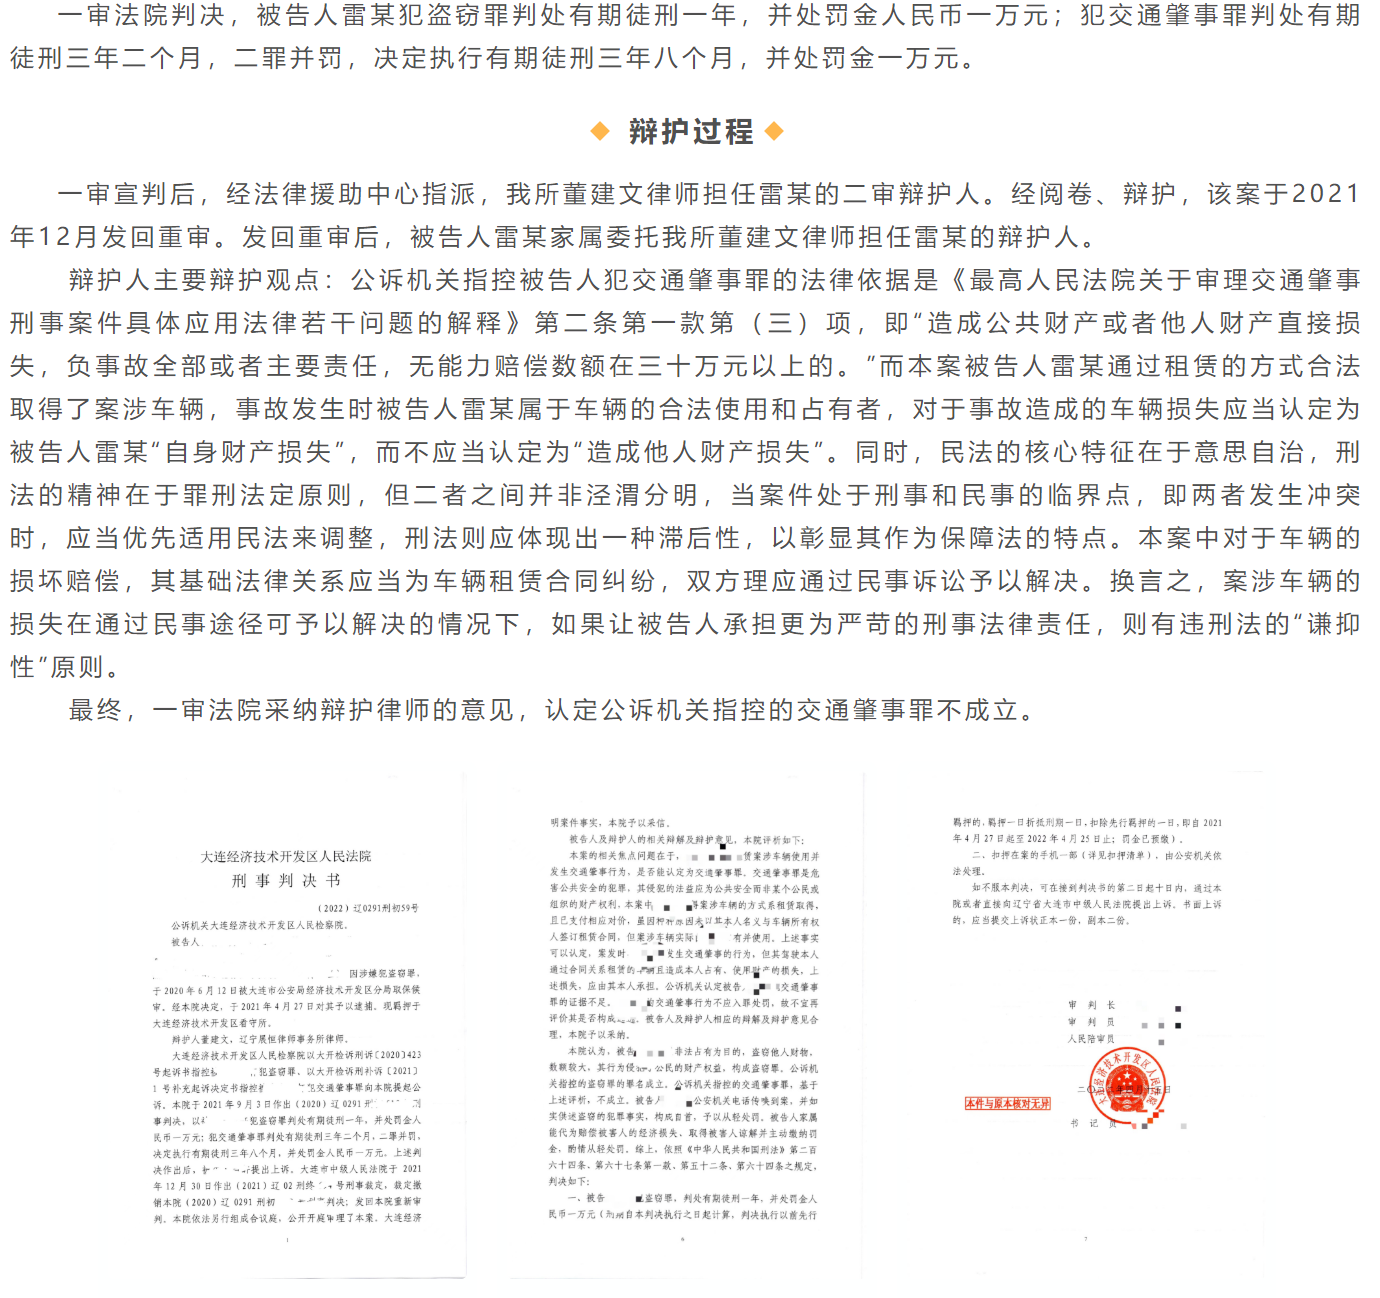 一审法院判决，被告人雷某犯盗窃罪判处有期徒刑一年，并处罚金人民币一万元；犯交通肇事罪判处有期
徒刑三年二个月，二罪并罚，决定执行有期徒刑三年八个月，并处罚金一万元。
辩护过程
一审宣判后，经法律援助中心指派，我所董建文律师担任雷某的二审辩护人。经阅卷、辩护，该案于2021
年12月发回重审。发回重审后，被告人雷某家属委托我所董建文律师担任雷某的辩护人。
辩护人主要辩护观点：公诉机关指控被告人犯交通肇事罪的法律依据是《最高人民法院关于审理交通肇事
刑事案件具体应用法律若干问题的解释》第二条第一款第（三）项，即“造成公共财产或者他人财产直接损
失，负事故全部或者主要责任，无能力赔偿数额在三十万元以上的。”而本案被告人雷某通过租赁的方式合法
取得了案涉车辆，事故发生时被告人雷某属于车辆的合法使用和占有者，对于事故造成的车辆损失应当认定为
被告人雷某“自身财产损失”，而不应当认定为“造成他人财产损失”。同时，民法的核心特征在于意思自治，刑
法的精神在于罪刑法定原则，但二者之间并非泾渭分明，当案件处于刑事和民事的临界点，即两者发生冲突
时，应当优先适用民法来调整，刑法则应体现出一种滞后性，以彰显其作为保障法的特点。本案中对于车辆的
损坏赔偿，其基础法律关系应当为车辆租赁合同纠纷，双方理应通过民事诉讼予以解决。换言之，案涉车辆的
损失在通过民事途径可予以解决的情况下，如果让被告人承担更为严苛的刑事法律责任，则有违刑法的“谦抑
性”原则。
最终，一审法院采纳辩护律师的意见，认定公诉机关指控的交通肇事罪不成立。
大连经济技术开发区人民法院
刑事判决书
（2022）辽0291刑初59号
公诉机关大连经济技术开发区人民检察院。
被告人
因涉嫌犯盗窃罪，
于2020年6月12日被大连市公安局经济技术开发区分局取保候
审。经本院决定，于2021年4月27日对其予以逮捕。现羁押于
大连经济技术开发区看守所。
辩护人董建文，辽宁展恒律师事务所律师。
大连经济技术开发区人民检察院以大开检诉刑诉〔2020〕423
号起诉书指控 犯盗窃罪，以大开检诉刑补诉〔2021〕
1号补充起诉决定书指控 犯交通肇事罪向本院提起公
诉。本院于2021年9月3日作出（2020）辽0291刑
事判决，以 犯盗窃罪判处有期徒刑一年，并处罚金人
民币一万元；犯交通肇事罪判处有期徒刑三年二个月，二罪并罚，
决定执行有期徒刑三年八个月，并处罚金人民币一万元。上述判
决作出后， 提出上诉。大连市中级人民法院于2021
年12月30日作出（2021）辽02刑终 号刑事裁定，裁定撤
销本院（2020）辽0291刑初 判决；发回本院重新审
判。本院依法另行组成合议庭，公开开庭审理了本案。大连经济
1
明案件事实，本院予以采信。
被告人及辩护人的相关辩解及辩护意见，本院评析如下：
本案的相关焦点问题在于， 赁案涉车辆使用并
发生交通肇事行为，是否能认定为交通肇事罪。交通肇事罪是危
害公共安全的犯罪，其侵犯的法益应为公共安全而非某个公民或
组织的财产权利，本案中 案涉车辆的方式系租赁取得，
且已支付相应对价，虽因种种原因未以其本人名义与车辆所有权
人签订租赁合同，但案涉车辆实际 有并使用。上述事实
可以认定，案发时 发生交通肇事的行为，但其驾驶本人
通过合同关系租赁的车辆且造成本人占有、使用财产的损失，上
述损失，应由其本人承担。公诉机关认定被告 交通肇事
罪的证据不足。 的交通肇事行为不应入罪处罚，故不宜再
评价其是否构成 ，被告人及辩护人相应的辩解及辩护意见合
理，本院予以采纳。
本院认为，被告 非法占有为目的，盗窃他人财物，
数额较大，其行为侵 公民的财产权益，构成盗窃罪。公诉机
关指控的盗窃罪的罪名成立。公诉机关指控的交通肇事罪，基于
上述评析，不成立。被告人 公安机关电话传唤到案，并如
实供述盗窃的犯罪事实，构成自首，予以从轻处罚。被告人家属
能代为赔偿被害人的经济损失、取得被害人谅解并主动缴纳罚
金，酌情从轻处罚。综上，依照《中华人民共和国刑法》第二百
六十四条、第六十七条第一款、第五十二条、第六十四条之规定，
判决如下：
一、被告 盗窃罪，判处有期徒刑一年，并处罚金人
民币一万元（刑期自本判决执行之日起计算，判决执行以前先行
6
羁押的，羁押一日折抵刑期一日，扣除先行羁押的一日，即自2021
年4月27日起至2022年4月25日止；罚金已预缴）。
二、扣押在案的手机一部（详见扣押清单），由公安机关依
法处理。
如不服本判决，可在接到判决书的第二日起十日内，通过本
院或者直接向辽宁省大连市中级人民法院提出上诉。书面上诉
的，应当提交上诉状正本一份，副本二份。
审判长
审判员
人民陪审员
大连经济技术开发区人民法院
本件与原本核对无异
书记员
7